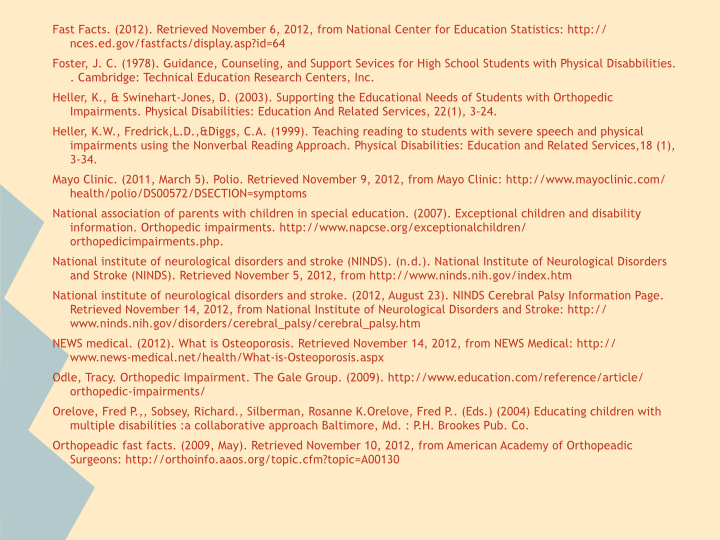 Fast Facts. (2012). Retrieved November 6, 2012, from National Center for Education Statistics: http://
nces.ed.gov/fastfacts/display.asp?id=64
Foster, J. C. (1978). Guidance, Counseling, and Support Sevices for High School Students with Physical Disabbilities.
. Cambridge: Technical Education Research Centers, Inc.
Heller, K., & Swinehart-Jones, D. (2003). Supporting the Educational Needs of Students with Orthopedic
Impairments. Physical Disabilities: Education And Related Services, 22(1), 3-24.
Heller, K.W., Fredrick,L.D.,&Diggs, C.A. (1999). Teaching reading to students with severe speech and physical
impairments using the Nonverbal Reading Approach. Physical Disabilities: Education and Related Services,18 (1),
3-34.
Mayo Clinic. (2011, March 5). Polio. Retrieved November 9, 2012, from Mayo Clinic: http://www.mayoclinic.com/
health/polio/DS00572/DSECTION=symptoms
National association of parents with children in special education. (2007). Exceptional children and disability
information. Orthopedic impairments. http://www.napcse.org/exceptionalchildren/
orthopedicimpairments.php.
National institute of neurological disorders and stroke (NINDS). (n.d.). National Institute of Neurological Disorders
and Stroke (NINDS). Retrieved November 5, 2012, from http://www.ninds.nih.gov/index.htm
National institute of neurological disorders and stroke. (2012, August 23). NINDS Cerebral Palsy Information Page.
Retrieved November 14, 2012, from National Institute of Neurological Disorders and Stroke: http://
www.ninds.nih.gov/disorders/cerebral_palsy/cerebral_palsy.htm
NEWS medical. (2012). What is Osteoporosis. Retrieved November 14, 2012, from NEWS Medical: http://
www.news-medical.net/health/What-is-Osteoporosis.aspx
Odle, Tracy. Orthopedic Impairment. The Gale Group. (2009). http://www.education.com/reference/article/
orthopedic-impairments/
Orelove, Fred P.,, Sobsey, Richard., Silberman, Rosanne K.Orelove, Fred P.. (Eds.) (2004) Educating children with
multiple disabilities :a collaborative approach Baltimore, Md. : P.H. Brookes Pub. Co.
Orthopeadic fast facts. (2009, May). Retrieved November 10, 2012, from American Academy of Orthopeadic
Surgeons: http://orthoinfo.aaos.org/topic.cfm?topic=A00130